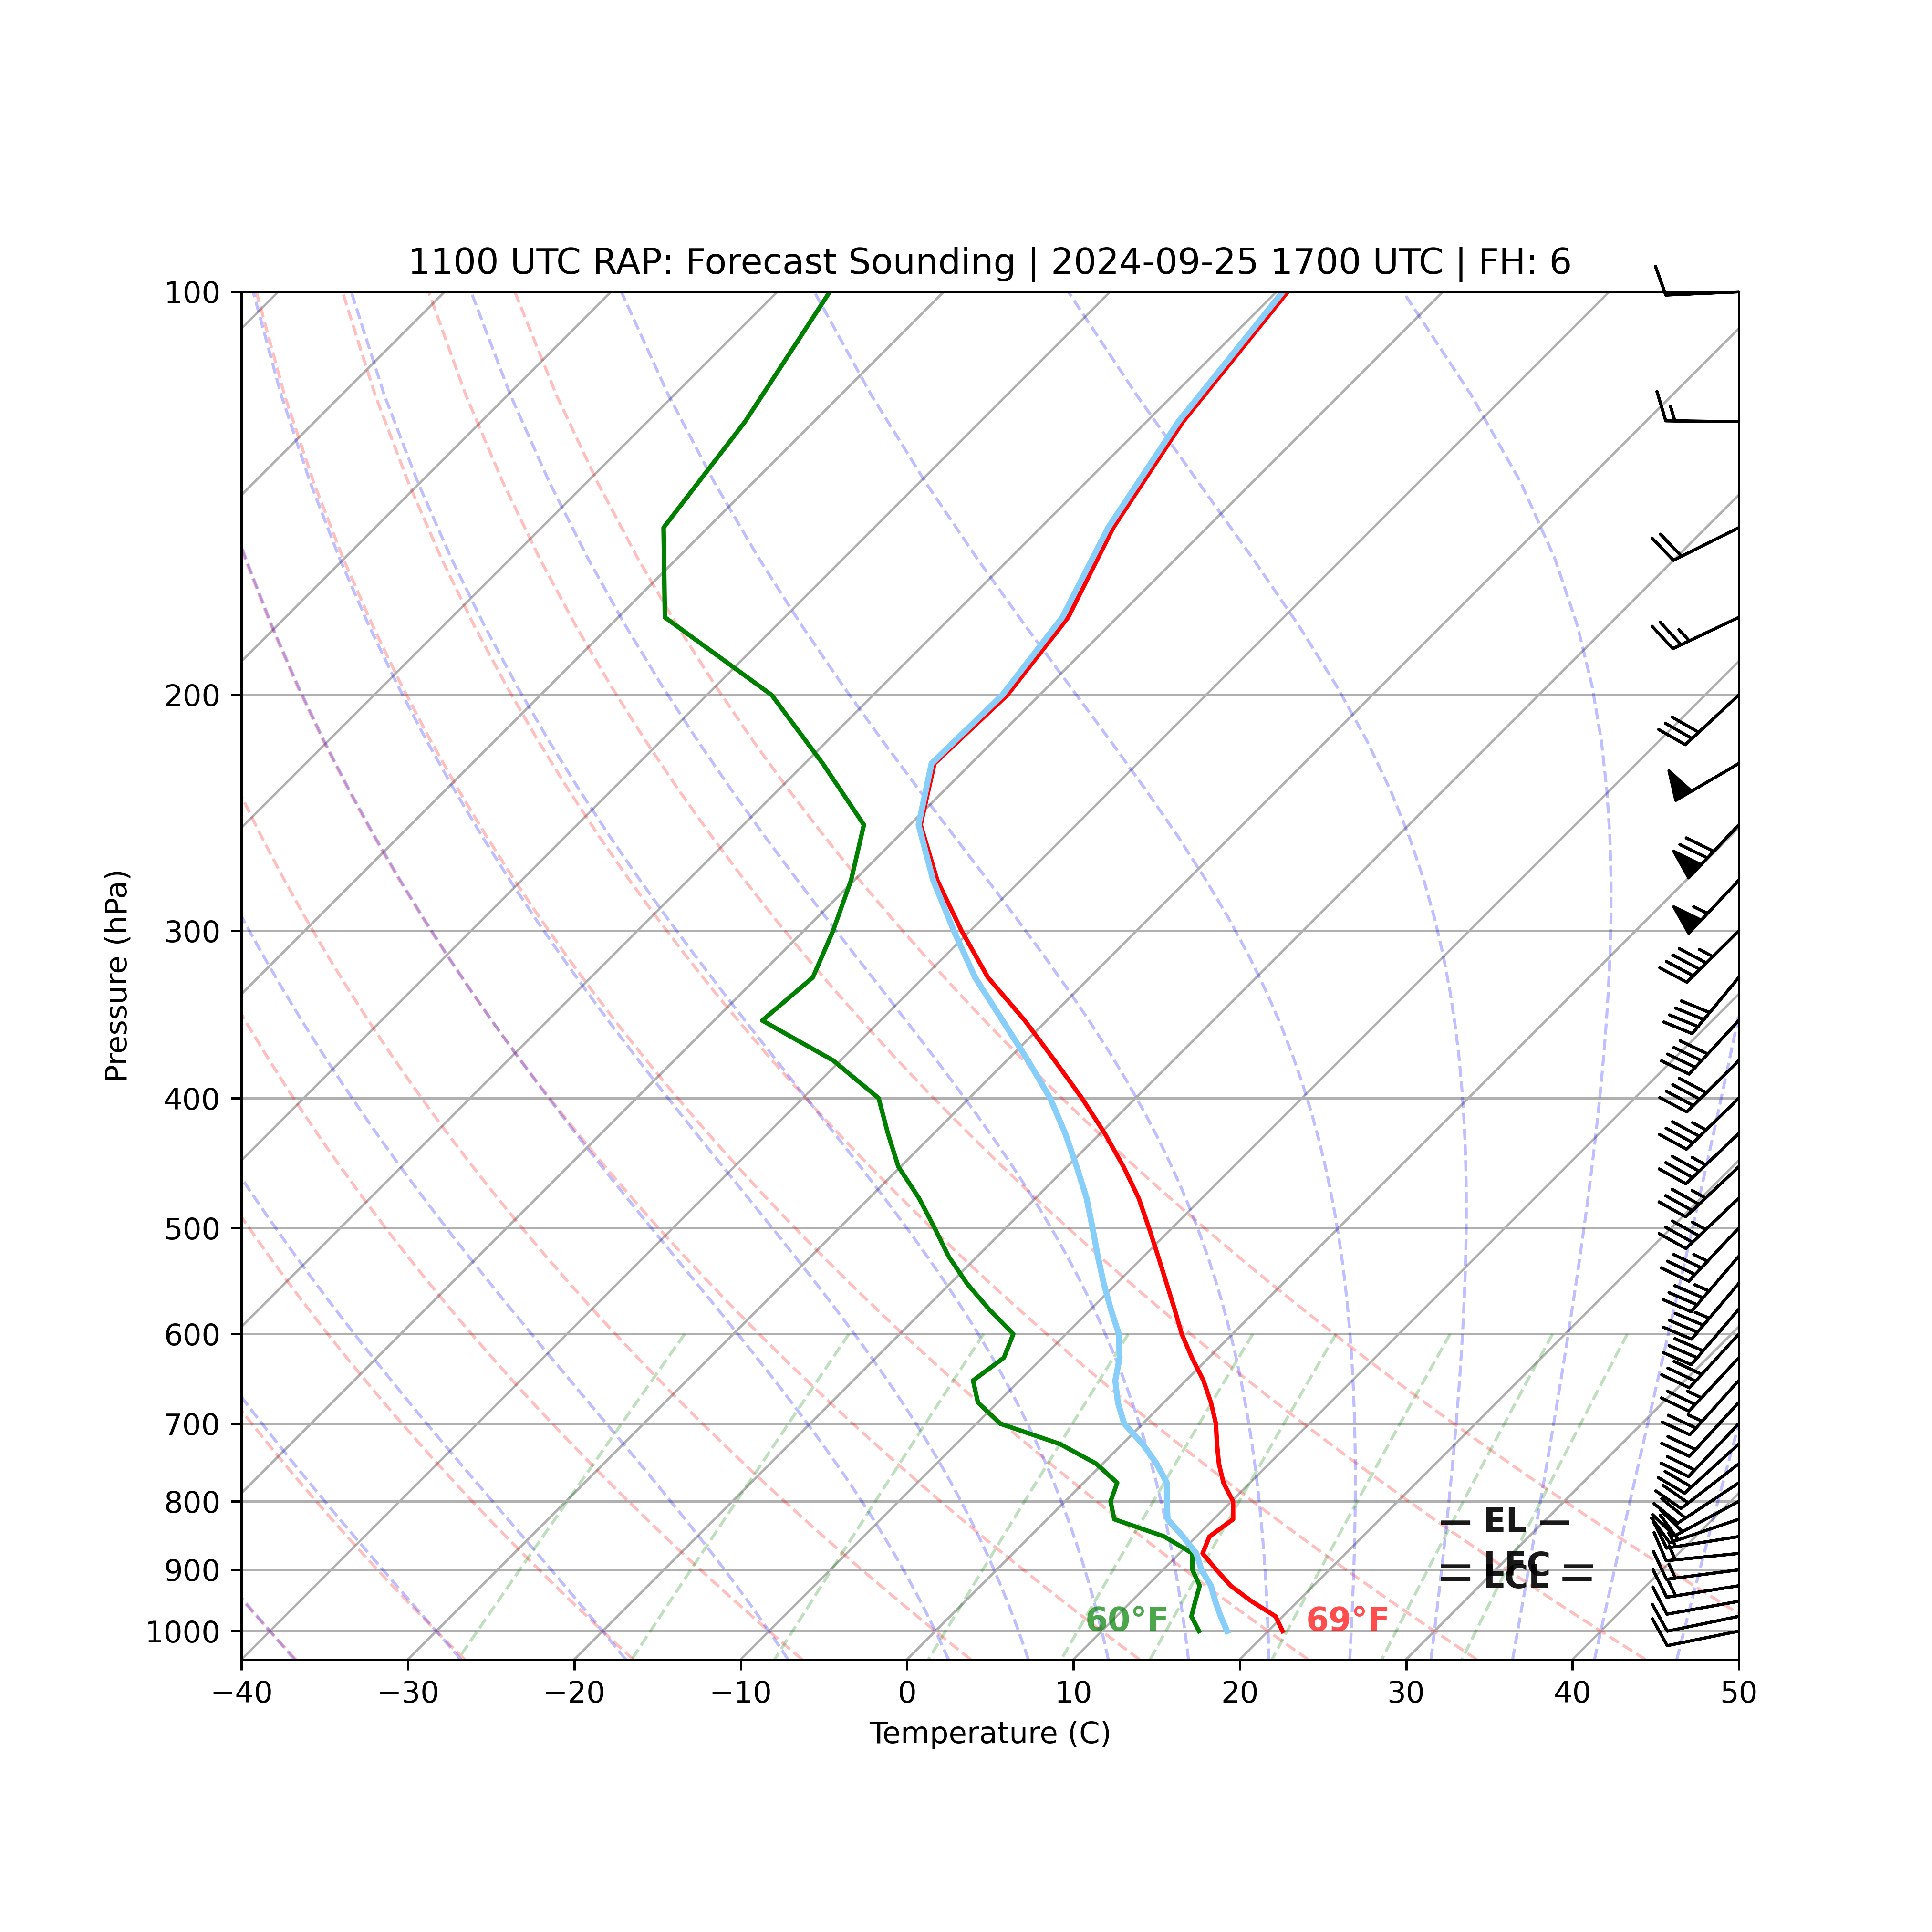 1100 UTC RAP: Forecast Sounding | 2024-09-25 1700 UTC | FH: 6
100
200
300
400
500
600
700
800
900
1000
Pressure (hPa)
— EL —
— LFC —
— LCL —
60°F
69°F
−40 −30 −20 −10 0 10 20 30 40 50
Temperature (C)